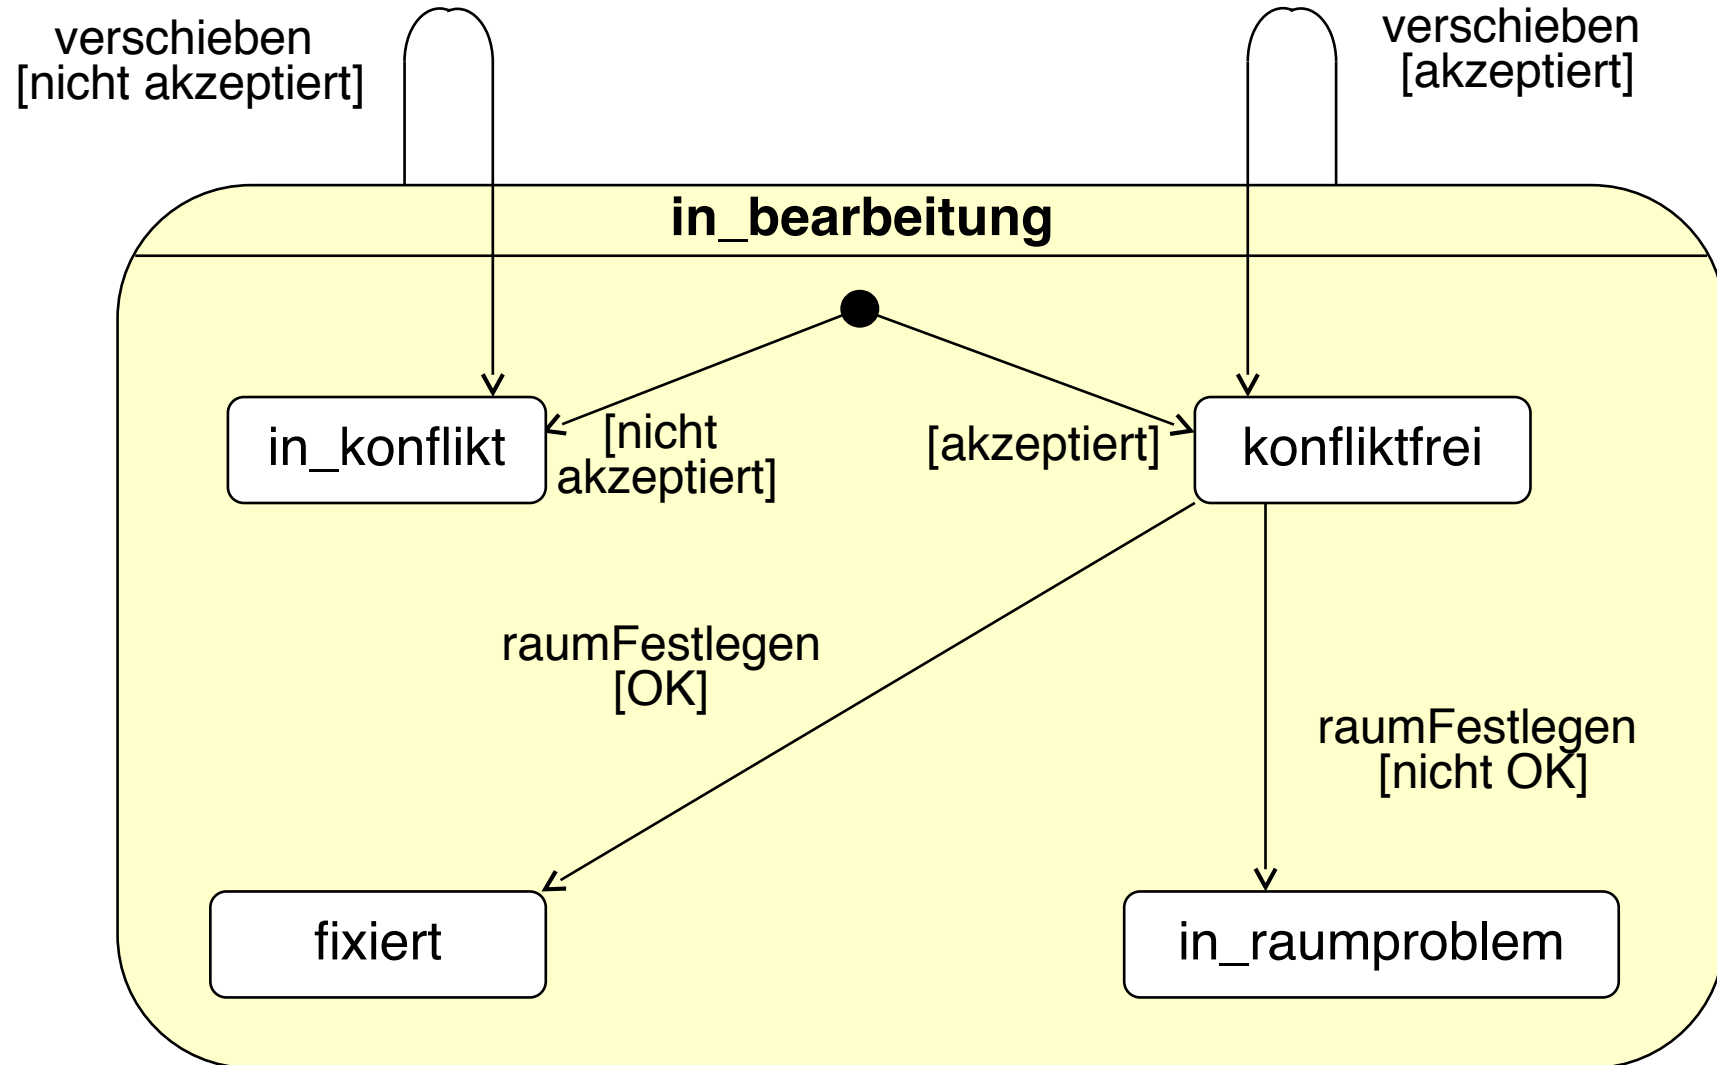 verschieben
[nicht akzeptiert]
verschieben
[akzeptiert]
in_bearbeitung
in_konflikt
[nicht
akzeptiert]
[akzeptiert]
konfliktfrei
raumFestlegen
[OK]
raumFestlegen
[nicht OK]
fixiert
in_raumproblem